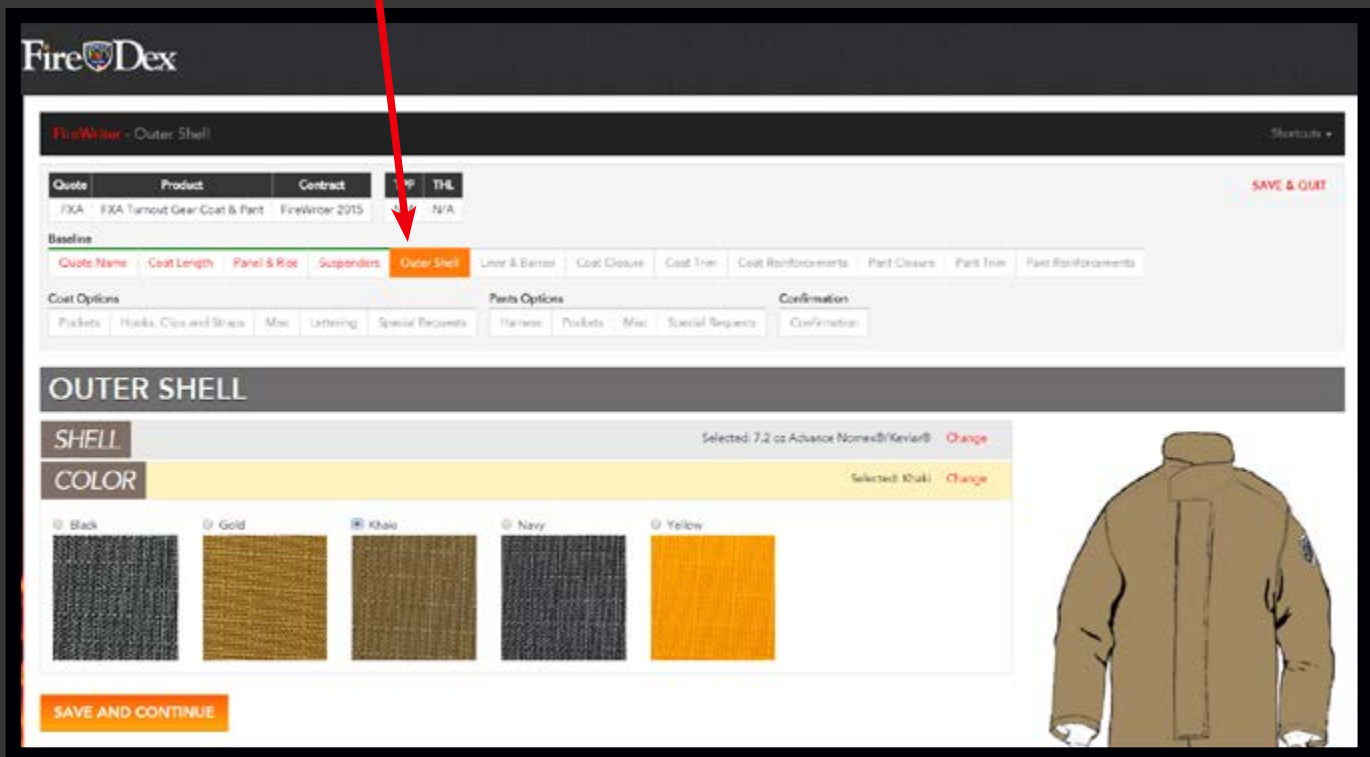 Fire Dex
FireWriter - Outer Shell
Shortcuts
Quote Product Contract TPP THL
FXA FXA Turnout Gear Coat & Pant FireWriter 2015 N/A N/A
SAVE & QUIT
Baseline
Quote Name Coat Length Panel & Rise Suspenders Outer Shell Liner & Barrier Coat Closure Coat Trim Coat Reinforcements Pant Closure Pant Trim Pant Reinforcements
Coat Options Pants Options Confirmation
Pockets Hooks, Clips and Straps Misc Lettering Special Requests Harness Pockets Misc Special Requests Confirmation
OUTER SHELL
SHELL Selected: 7.2 oz Advance Nomex®/Kevlar® Change
COLOR Selected: Khaki Change
Black Gold Khaki Navy Yellow
SAVE AND CONTINUE